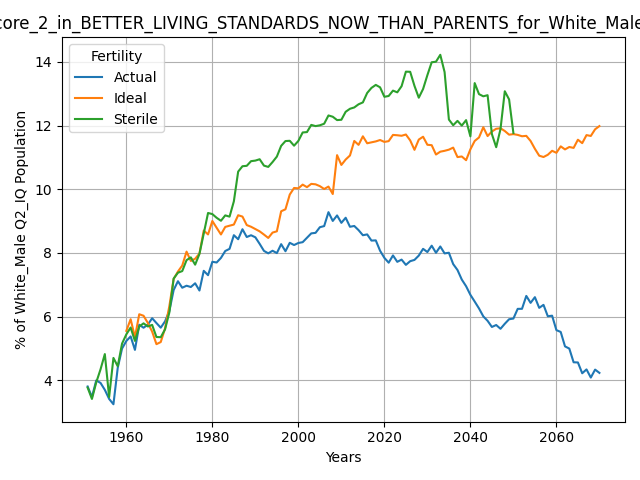 core_2_in_BETTER_LIVING_STANDARDS_NOW_THAN_PARENTS_for_White_Male
Fertility
Actual
Ideal
Sterile
% of White_Male Q2_IQ Population
14
12
10
8
6
4
1960 1980 2000 2020 2040 2060
Years